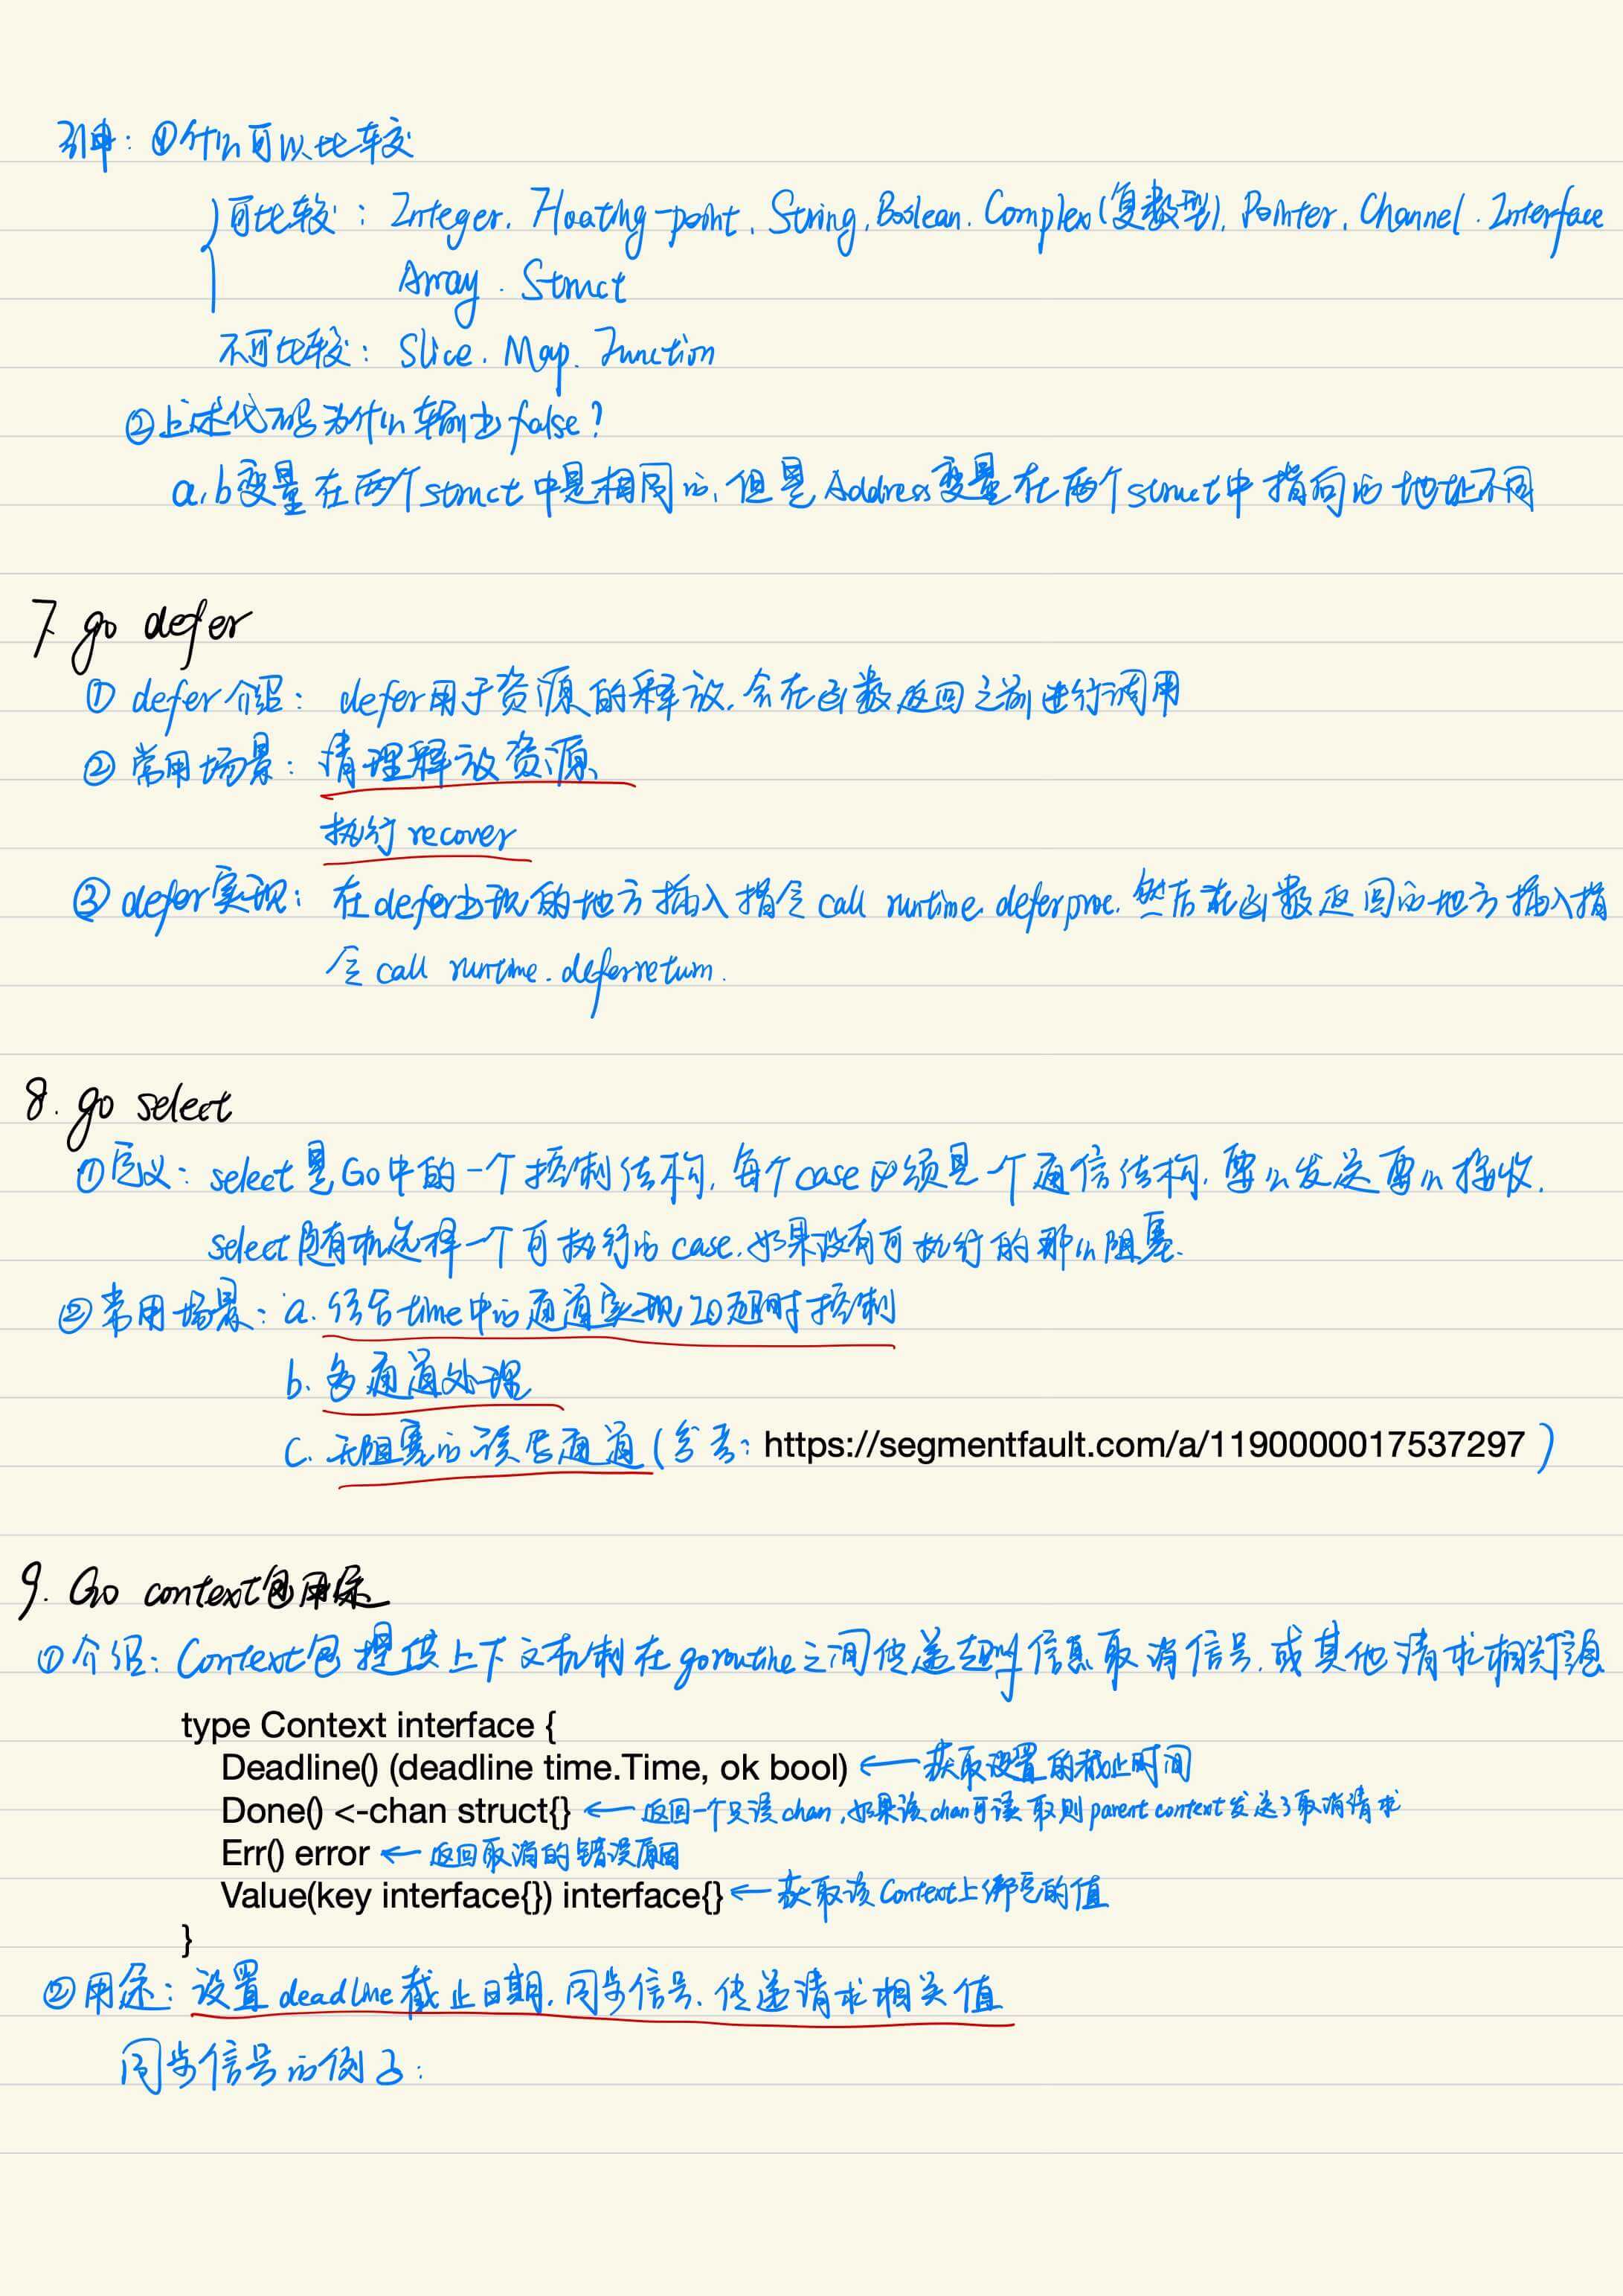 引申: ①什么可以比较
可比较: Integer、Floating-point、String、Boolean、Complex(复数型)、Pointer、Channel、Interface
Array、Struct
不可比较: Slice、Map、Function
②上述代码为什么输出false?
a,b变量在两个struct中是相同的,但是Address变量在两个struct中指向的地址不同
7. go defer
① defer介绍: defer用于资源的释放,会在函数返回之前进行调用
② 常用场景: 清理释放资源
执行recover
③ defer实现: 在defer出现的地方插入指令call runtime.deferproc,然后在函数返回的地方插入指
令call runtime.deferreturn.
8. go select
①定义: select是Go中的一个控制结构,每个case必须是一个通信结构,要么发送要么接收.
select随机选择一个可执行的case.如果没有可执行的那么阻塞.
②常用场景: a. 结合time中的通道实现IO超时控制
b. 多通道处理
c. 无阻塞的读写通道(参考: https://segmentfault.com/a/1190000017537297 )
9. Go context包用途
①介绍: Context包提供上下文机制在goroutine之间传递超时信息取消信号,或其他请求相关信息
type Context interface {
Deadline() (deadline time.Time, ok bool) ← 获取设置的截止时间
Done() <-chan struct{} ← 返回一个只读chan,如果该chan可读取则parent context发送了取消请求
Err() error ← 返回取消的错误原因
Value(key interface{}) interface{} ← 获取该Context上绑定的值
}
②用途: 设置deadline截止日期,同步信号、传递请求相关值
同步信号的例子: